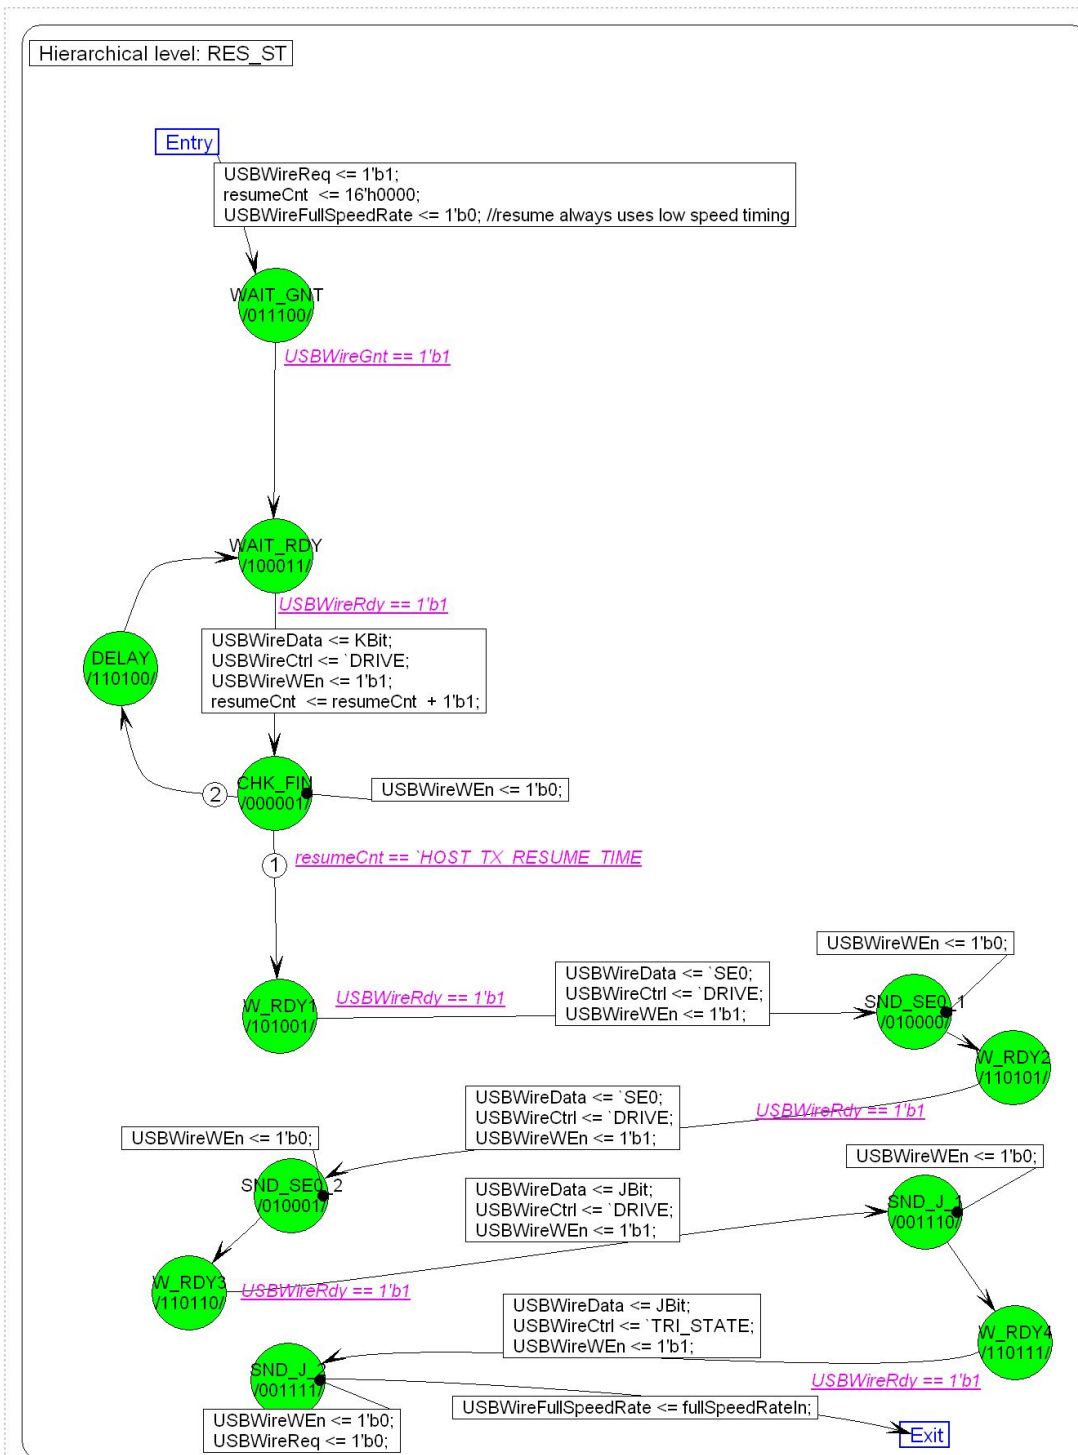 Hierarchical level: RES_ST
Entry
USBWireReq <= 1'b1;
resumeCnt <= 16'h0000;
USBWireFullSpeedRate <= 1'b0; //resume always uses low speed timing
WAIT_GNT
/011100/
USBWireGnt == 1'b1
WAIT_RDY
/100011/
USBWireRdy == 1'b1
USBWireData <= KBit;
USBWireCtrl <= `DRIVE;
USBWireWEn <= 1'b1;
resumeCnt <= resumeCnt + 1'b1;
DELAY
/110100/
CHK_FIN
/000001/
2
USBWireWEn <= 1'b0;
1
resumeCnt == `HOST_TX_RESUME_TIME
W_RDY1
/101001/
USBWireRdy == 1'b1
USBWireData <= `SE0;
USBWireCtrl <= `DRIVE;
USBWireWEn <= 1'b1;
USBWireWEn <= 1'b0;
SND_SE0_1
/010000/
W_RDY2
/110101/
USBWireRdy == 1'b1
USBWireData <= `SE0;
USBWireCtrl <= `DRIVE;
USBWireWEn <= 1'b1;
USBWireWEn <= 1'b0;
SND_SE0_2
/010001/
W_RDY3
/110110/
USBWireRdy == 1'b1
USBWireData <= JBit;
USBWireCtrl <= `DRIVE;
USBWireWEn <= 1'b1;
USBWireWEn <= 1'b0;
SND_J_1
/001110/
W_RDY4
/110111/
USBWireRdy == 1'b1
USBWireData <= JBit;
USBWireCtrl <= `TRI_STATE;
USBWireWEn <= 1'b1;
SND_J_2
/001111/
USBWireWEn <= 1'b0;
USBWireReq <= 1'b0;
USBWireFullSpeedRate <= fullSpeedRateIn;
Exit